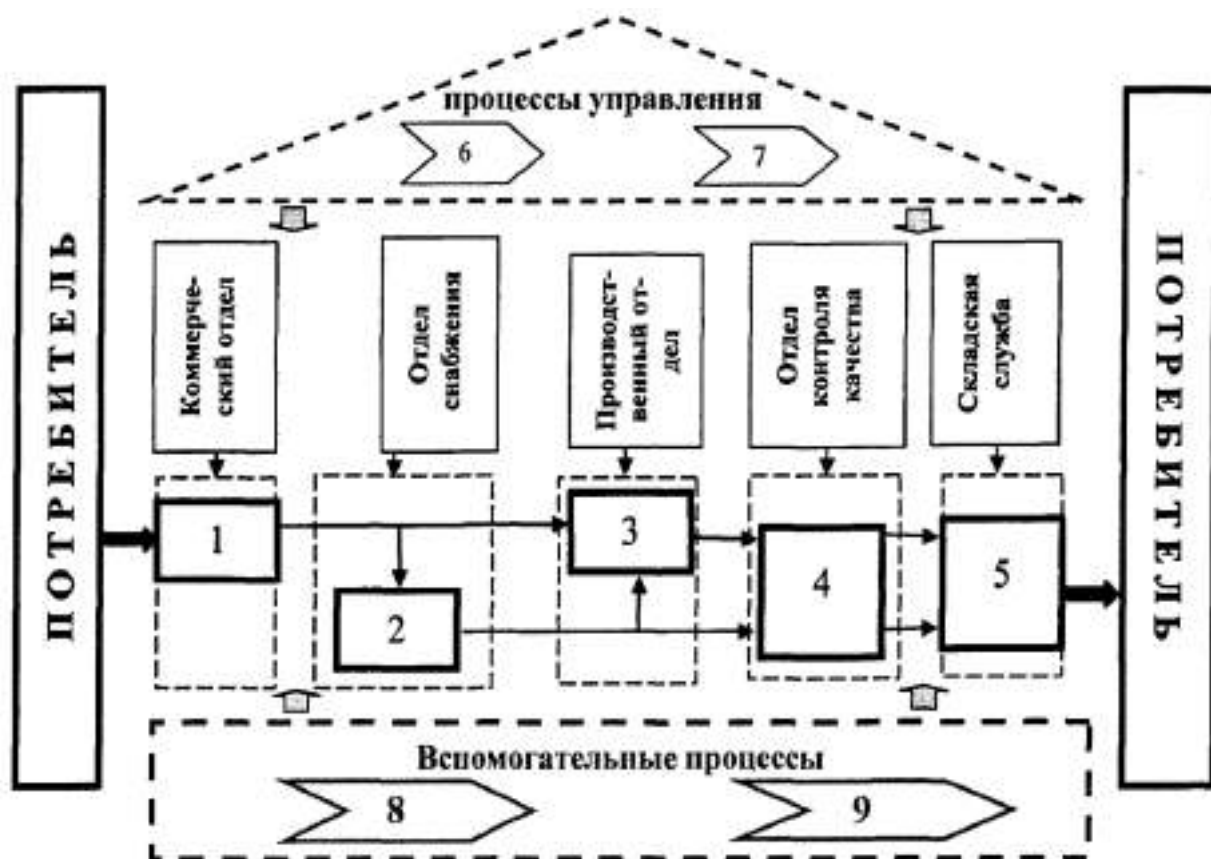 процессы управления
6
7
ПОТРЕБИТЕЛЬ
Коммерче-
ский отдел
Отдел
снабжения
Производст-
венный от-
дел
Отдел
контроля
качества
Складская
служба
ПОТРЕБИТЕЛЬ
1
2
3
4
5
Вспомогательные процессы
8
9